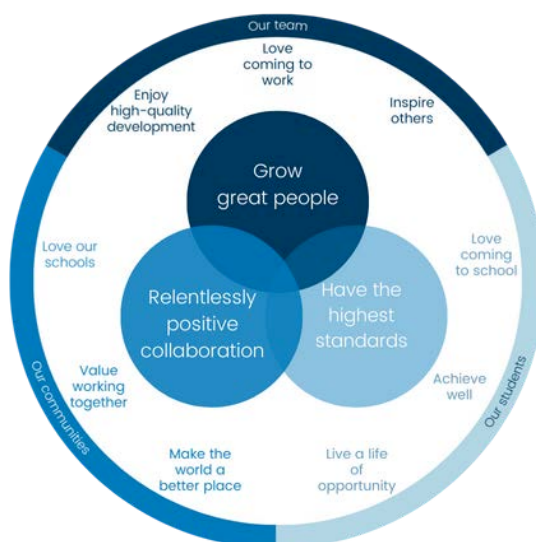 Our team
Love
coming to
work
Enjoy
high-quality
development
Inspire
others
Grow
great people
Love our
schools
Love
coming
to school
Relentlessly
positive
collaboration
Have the
highest
standards
Value
working
together
Achieve
well
Our communities
Our students
Make the
world a
better place
Live a life
of
opportunity